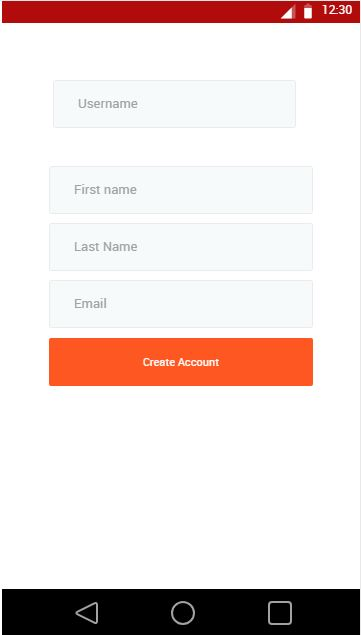 12:30
Username
First name
Last Name
Email
Create Account